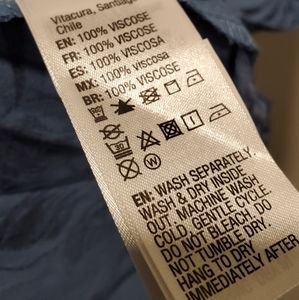 Vitacura, Santiag
Chile
EN: 100% VISCOSE
FR: 100% VISCOSE
ES: 100% VISCOSA
MX: 100% viscosa
BR: 100% VISCOSE
30
W
EN: WASH SEPARATELY.
WASH & DRY INSIDE
OUT. MACHINE WASH
COLD. GENTLE CYCLE.
DO NOT BLEACH. DO
NOT TUMBLE DRY.
HANG TO DRY
IMMEDIATELY AFTER